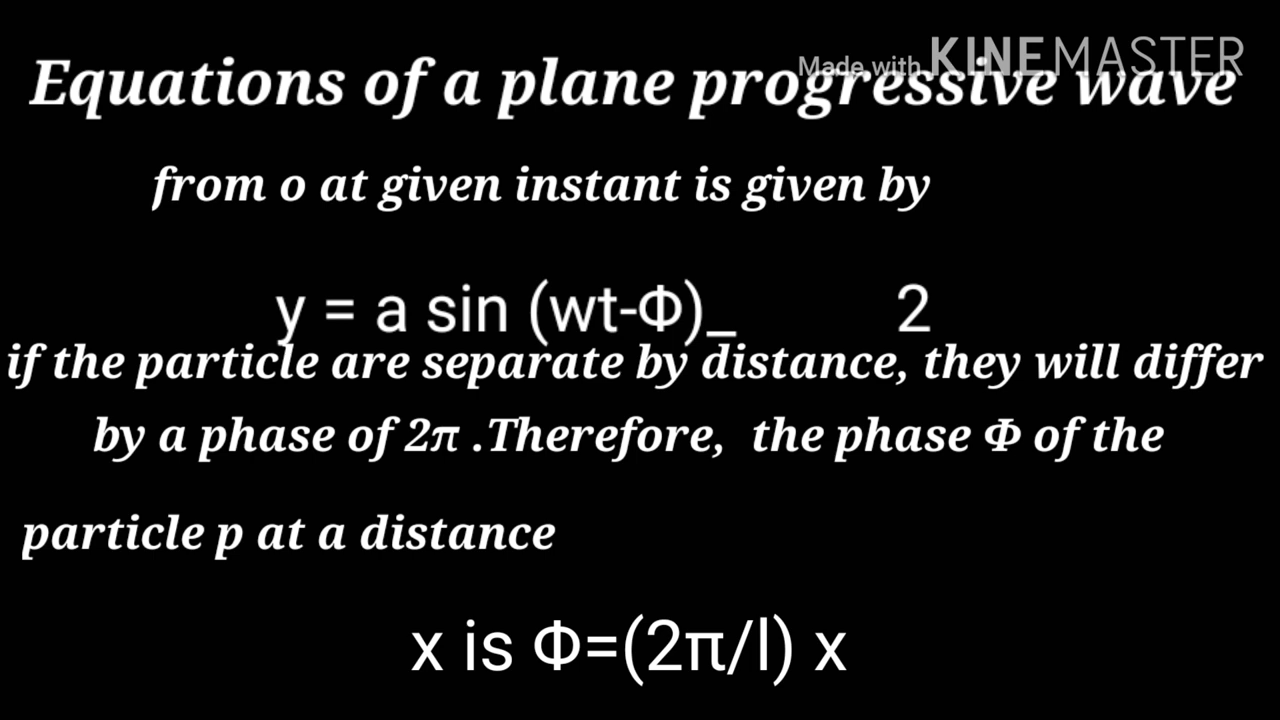 Made with KINEMASTER
Equations of a plane progressive wave
from o at given instant is given by
y = a sin (wt-Φ)_ 2
if the particle are separate by distance, they will differ
by a phase of 2π .Therefore, the phase Φ of the
particle p at a distance
x is Φ=(2π/l) x